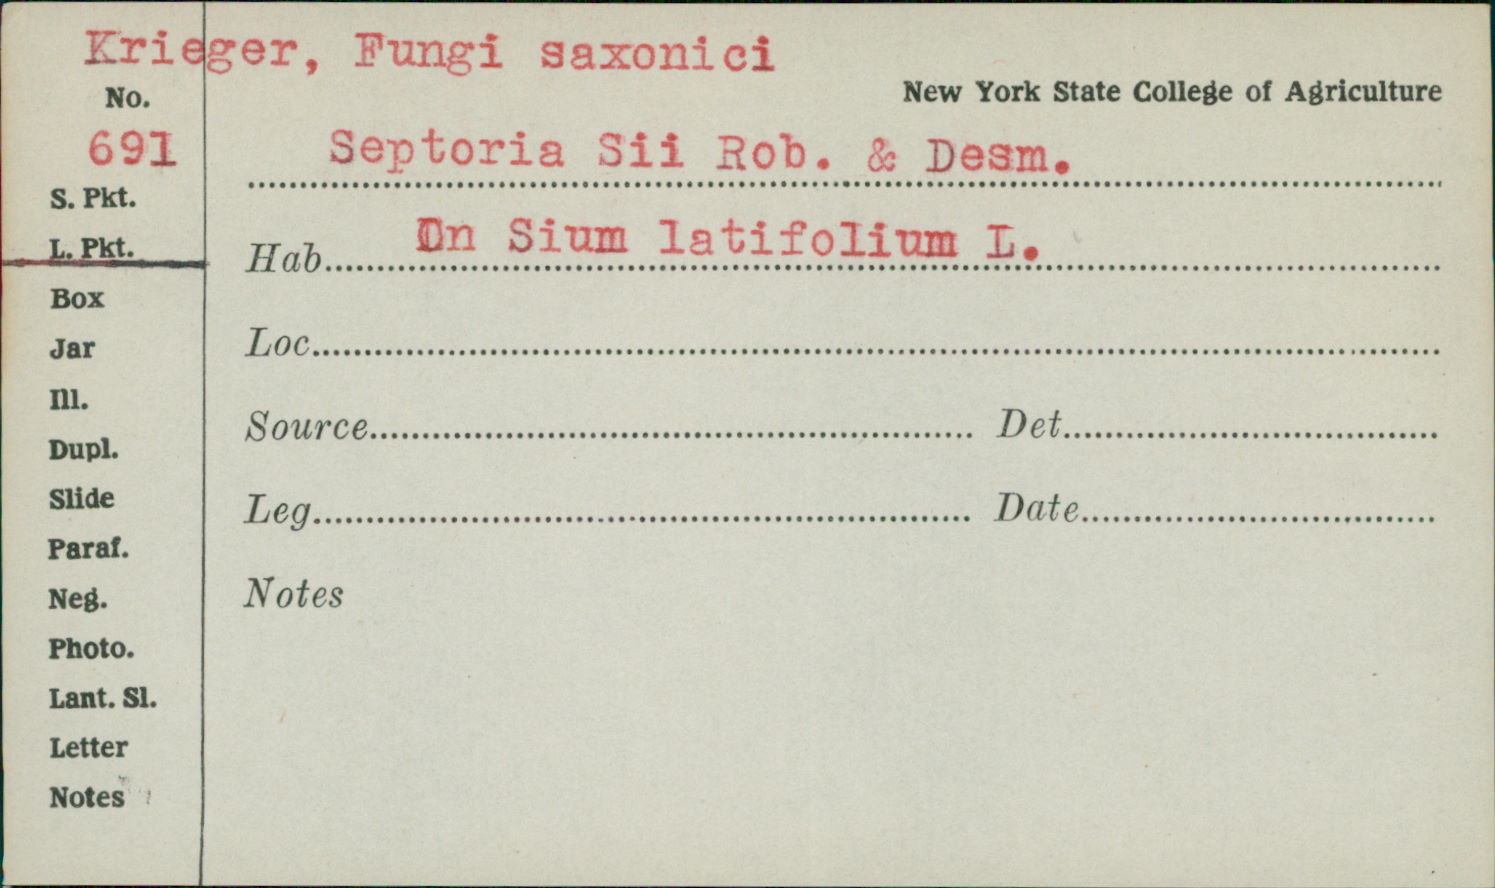 Krieger, Fungi saxonici
New York State College of Agriculture
No.
691
Septoria Sii Rob. & Desm.
S. Pkt.
L. Pkt.
Hab. On Sium latifolium L.
Box
Jar
Loc.
Ill.
Source Det.
Dupl.
Slide
Leg. Date
Paraf.
Neg.
Notes
Photo.
Lant. Sl.
Letter
Notes